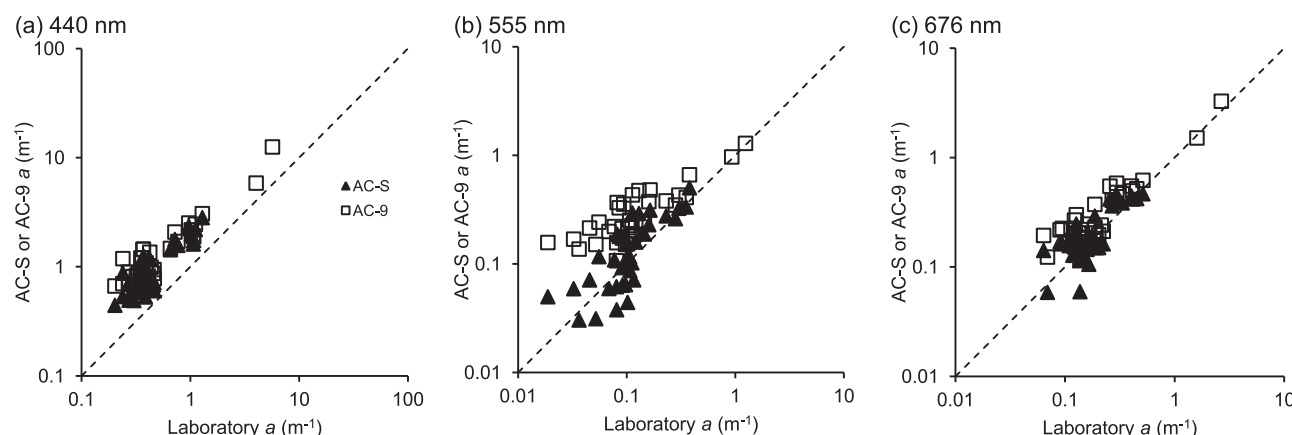 (a) 440 nm
100
10
1
0.1
0.1 1 10 100
AC-S or AC-9 a (m⁻¹)
Laboratory a (m⁻¹)
AC-S
AC-9
(b) 555 nm
10
1
0.1
0.01
0.01 0.1 1 10
AC-S or AC-9 a (m⁻¹)
Laboratory a (m⁻¹)
(c) 676 nm
10
1
0.1
0.01
0.01 0.1 1 10
AC-S or AC-9 a (m⁻¹)
Laboratory a (m⁻¹)